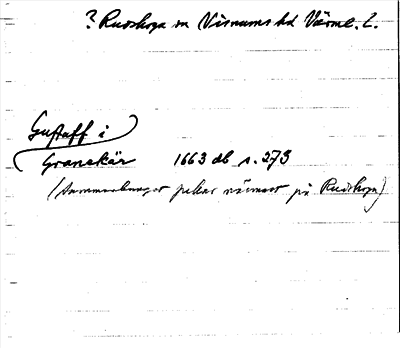 ? Rudskoga sn Visnums hd Värml. l.
Gustaff i
Granskär 1663 db s. 273
(sammanhanget pekar närmast på Rudskoga)